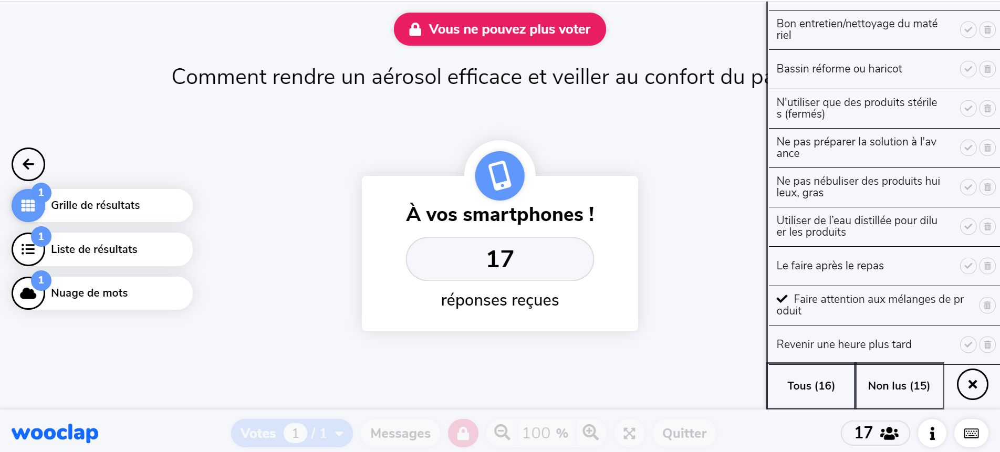 Vous ne pouvez plus voter
Comment rendre un aérosol efficace et veiller au confort du
1
Grille de résultats
1
Liste de résultats
1
Nuage de mots
À vos smartphones !
17
réponses reçues
Bon entretien/nettoyage du maté
riel
Bassin réforme ou haricot
N'utiliser que des produits stérile
s (fermés)
Ne pas préparer la solution à l'av
ance
Ne pas nébuliser des produits hui
leux, gras
Utiliser de l’eau distillée pour dilu
er les produits
Le faire après le repas
Faire attention aux mélanges de pr
oduit
Revenir une heure plus tard
Tous (16)
Non lus (15)
wooclap
Votes 1 / 1
Messages
100 %
Quitter
17